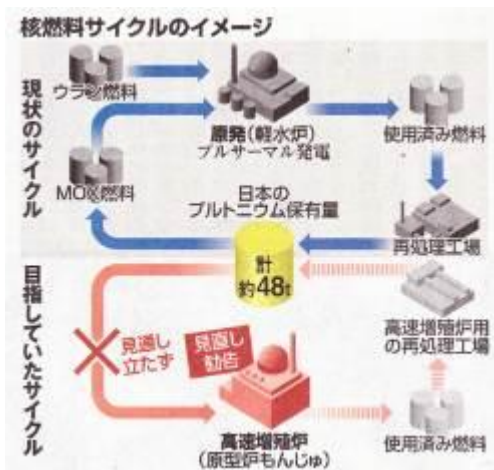 核燃料サイクルのイメージ
現状のサイクル
ウラン燃料
原発(軽水炉)
プルサーマル発電
使用済み燃料
MOX燃料
日本の
プルトニウム保有量
再処理工場
計
約48t
目指していたサイクル
高速増殖炉用
の再処理工場
見通し
立たず
見直し
勧告
高速増殖炉
(原型炉もんじゅ)
使用済み燃料